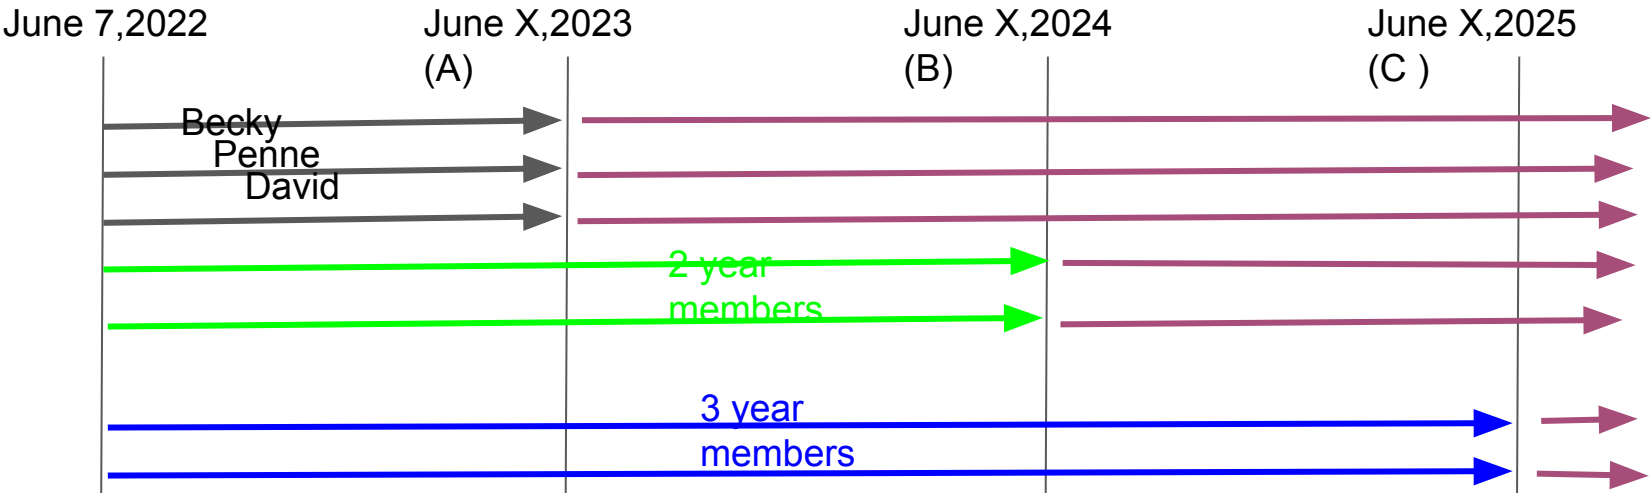 June 7,2022
June X,2023
(A)
June X,2024
(B)
June X,2025
(C )
Becky
Penne
David
2 year
members
3 year
members